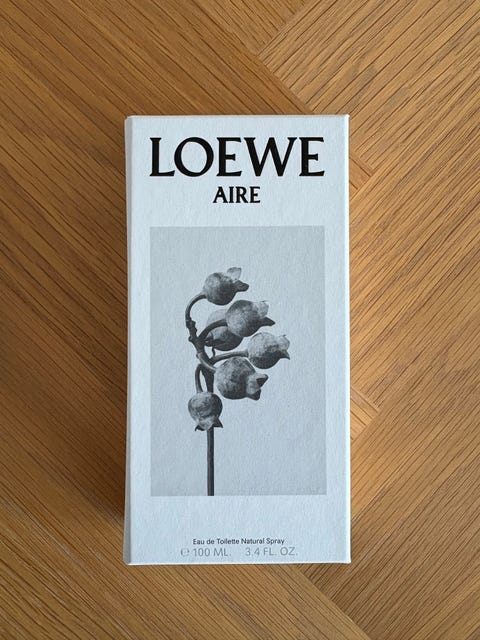 LOEWE
AIRE
Eau de Toilette Natural Spray
℮ 100 ML. 3.4 FL. OZ.